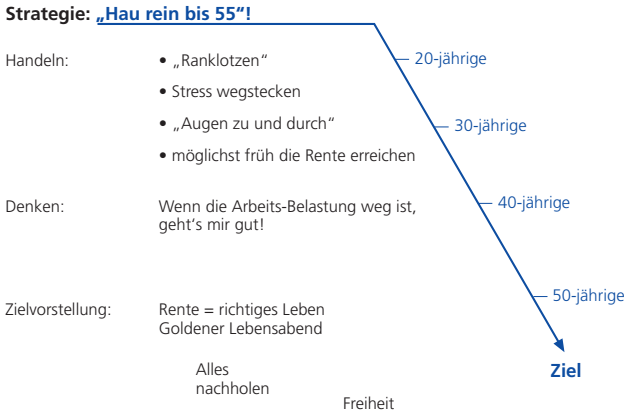 Strategie: „Hau rein bis 55“!
Handeln: • „Ranklotzen“
20-jährige
• Stress wegstecken
• „Augen zu und durch“
30-jährige
• möglichst früh die Rente erreichen
Denken: Wenn die Arbeits-Belastung weg ist,
geht's mir gut!
40-jährige
50-jährige
Zielvorstellung: Rente = richtiges Leben
Goldener Lebensabend
Ziel
Alles
nachholen
Freiheit